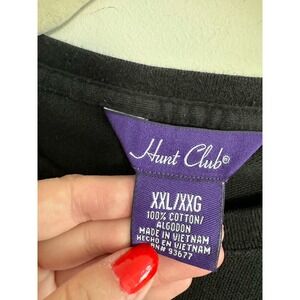 Hunt Club®
XXL/XXG
100% COTTON/
ALGODON
MADE IN VIETNAM
HECHO EN VIETNAM
RN# 93677